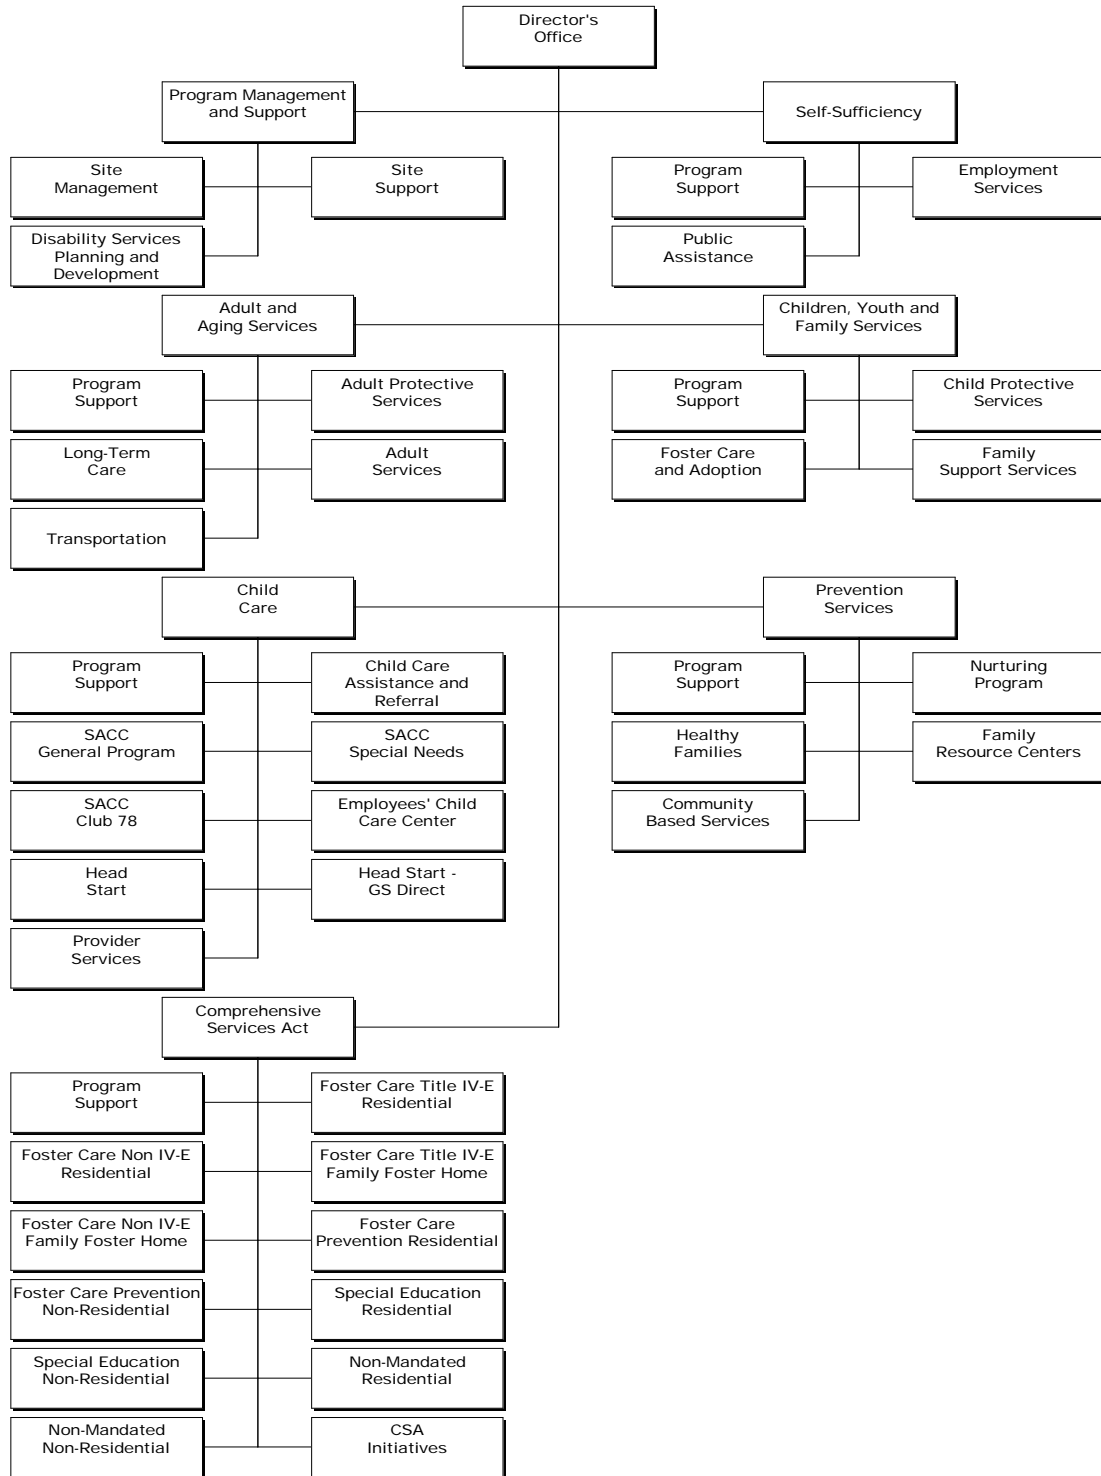 Director's
Office
Program Management
and Support
Self-Sufficiency
Site
Management
Site
Support
Program
Support
Employment
Services
Disability Services
Planning and
Development
Public
Assistance
Adult and
Aging Services
Children, Youth and
Family Services
Program
Support
Adult Protective
Services
Program
Support
Child Protective
Services
Long-Term
Care
Adult
Services
Foster Care
and Adoption
Family
Support Services
Transportation
Child
Care
Prevention
Services
Program
Support
Child Care
Assistance and
Referral
Program
Support
Nurturing
Program
SACC
General Program
SACC
Special Needs
Healthy
Families
Family
Resource Centers
SACC
Club 78
Employees' Child
Care Center
Community
Based Services
Head
Start
Head Start -
GS Direct
Provider
Services
Comprehensive
Services Act
Program
Support
Foster Care Title IV-E
Residential
Foster Care Non IV-E
Residential
Foster Care Title IV-E
Family Foster Home
Foster Care Non IV-E
Family Foster Home
Foster Care
Prevention Residential
Foster Care Prevention
Non-Residential
Special Education
Residential
Special Education
Non-Residential
Non-Mandated
Residential
Non-Mandated
Non-Residential
CSA
Initiatives